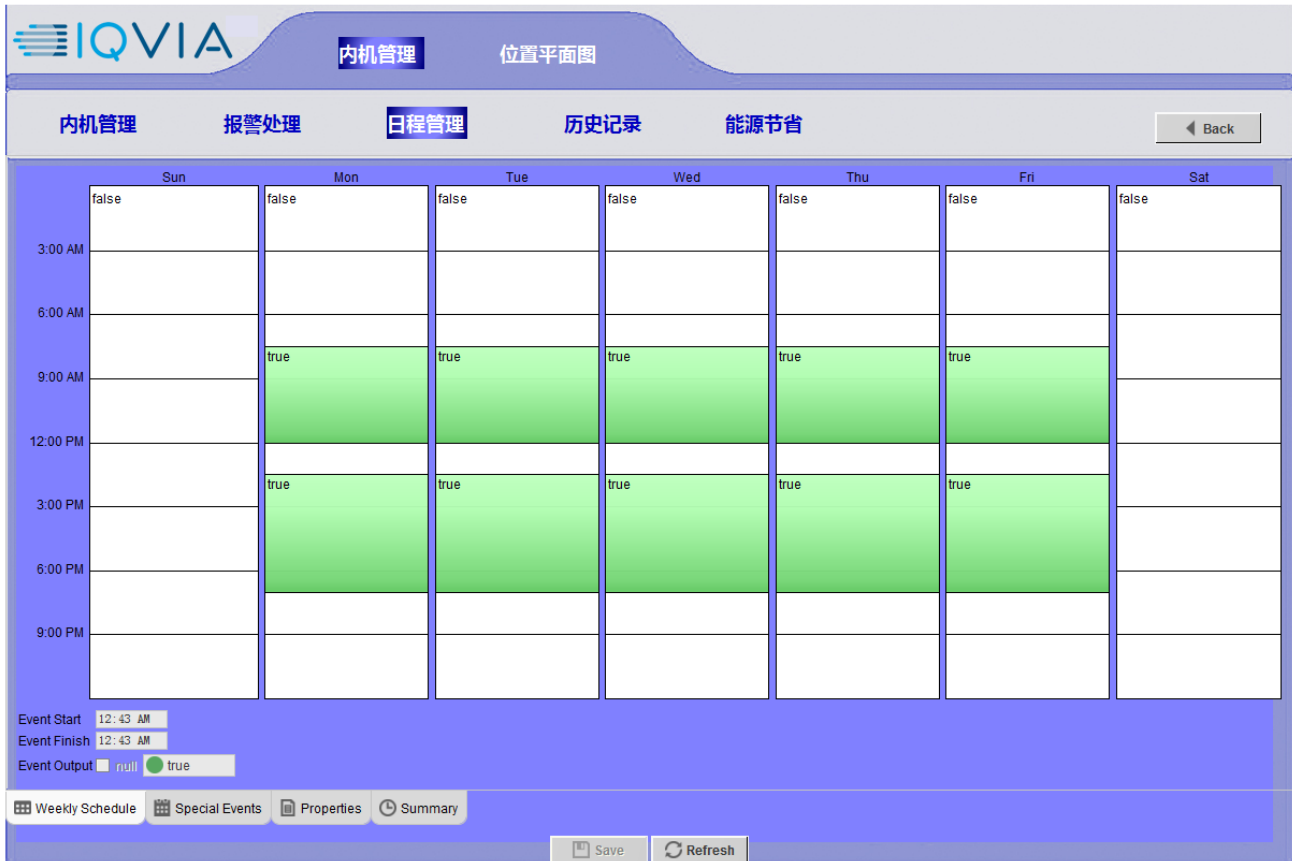 IQVIA
内机管理 位置平面图
内机管理 报警处理 日程管理 历史记录 能源节省 Back
Sun Mon Tue Wed Thu Fri Sat
false false false false false false false
3:00 AM
6:00 AM
true true true true true
9:00 AM
12:00 PM
true true true true true
3:00 PM
6:00 PM
9:00 PM
Event Start 12:43 AM
Event Finish 12:43 AM
Event Output null true
Weekly Schedule Special Events Properties Summary
Save Refresh